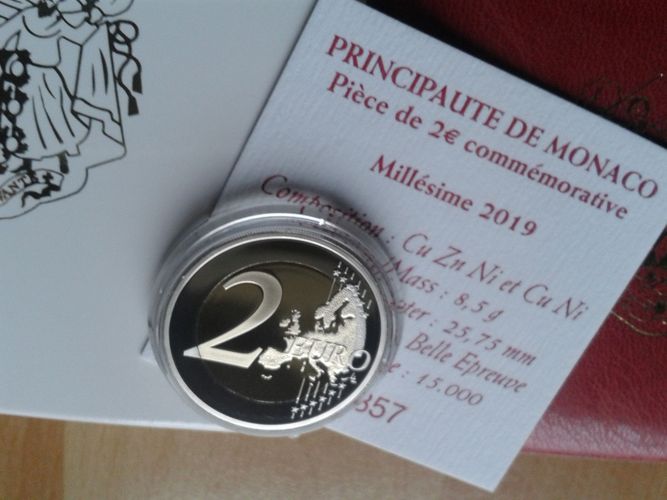 PRINCIPAUTE DE MONACO
Pièce de 2€ commémorative
Millésime 2019
Composition : Cu Zn Ni et Cu Ni
Mass : 8,5 g
: 25,75 mm
Belle Epreuve
: 15.000
357
2 EURO